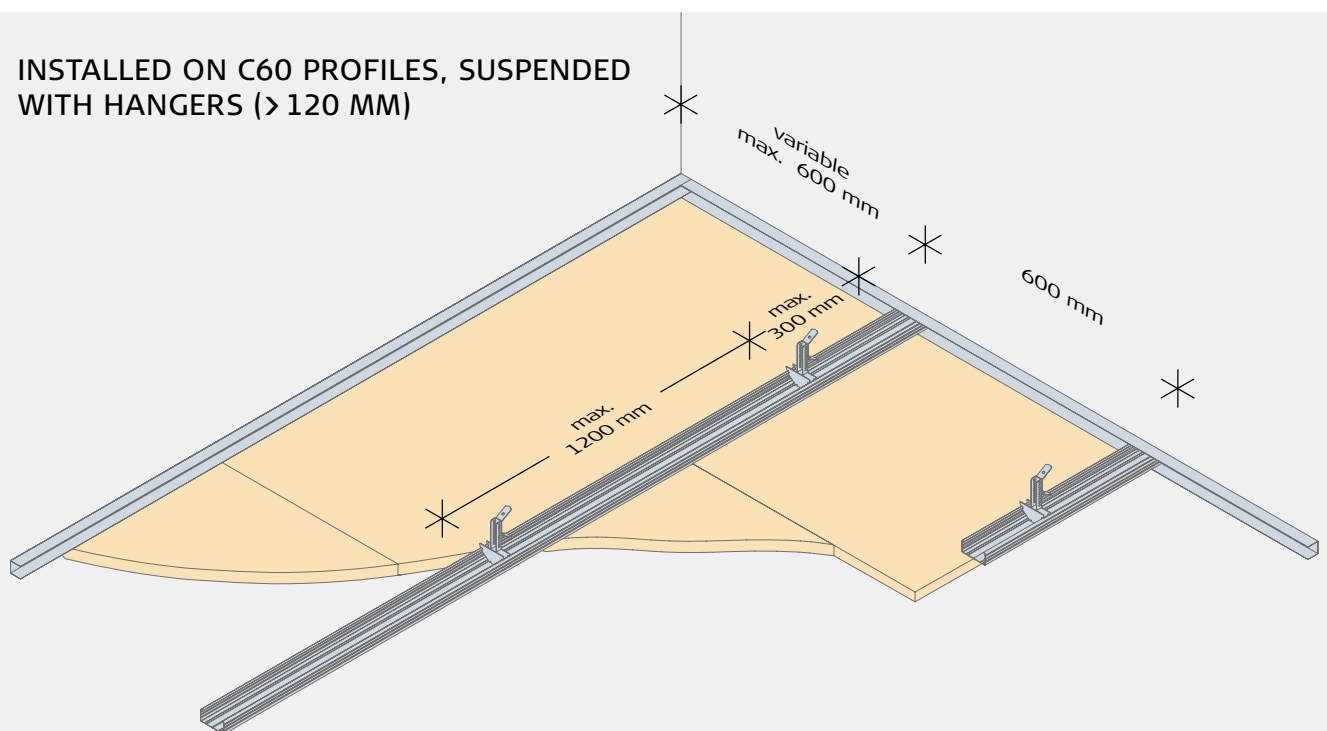 INSTALLED ON C60 PROFILES, SUSPENDED
WITH HANGERS (> 120 MM)
variable
max. 600 mm
600 mm
max.
300 mm
max.
1200 mm